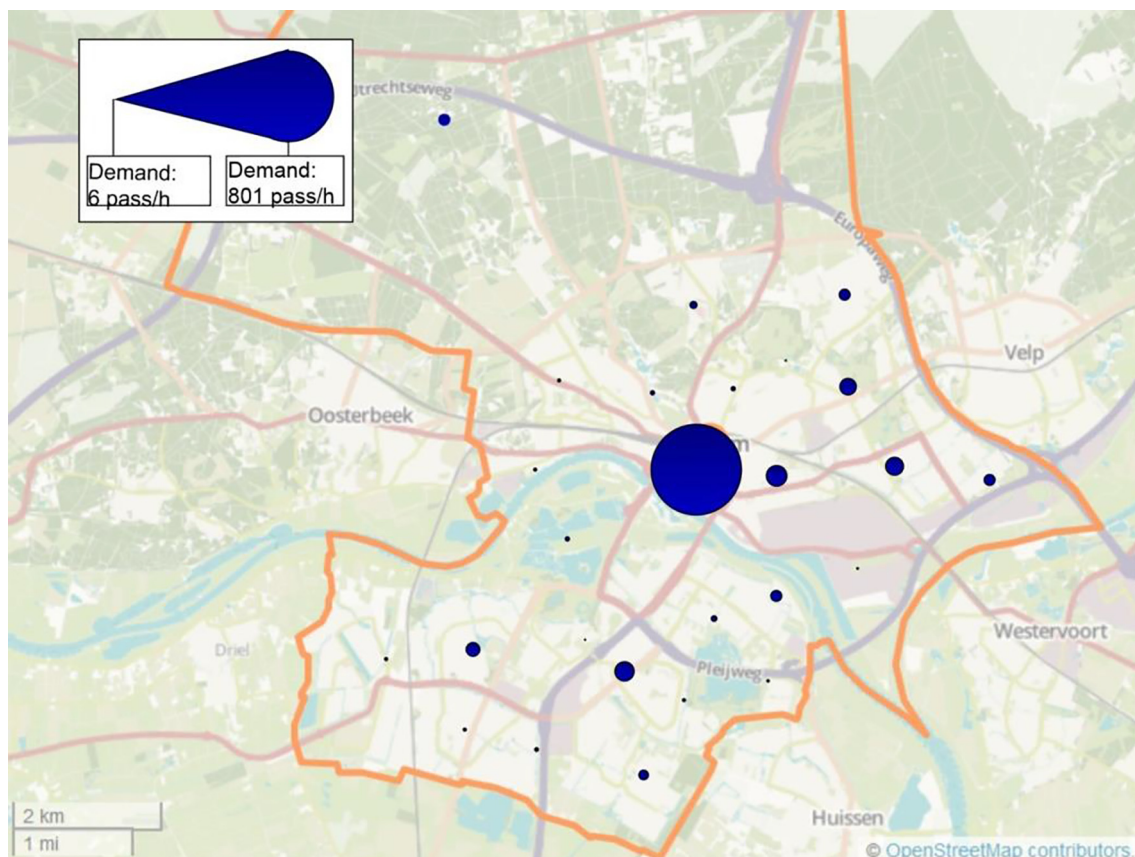 Utrechtseweg
Demand:
6 pass/h
Demand:
801 pass/h
Europaweg
Velp
Oosterbeek
m
Driel
Pleijweg
Westervoort
2 km
1 mi
Huissen
© OpenStreetMap contributors